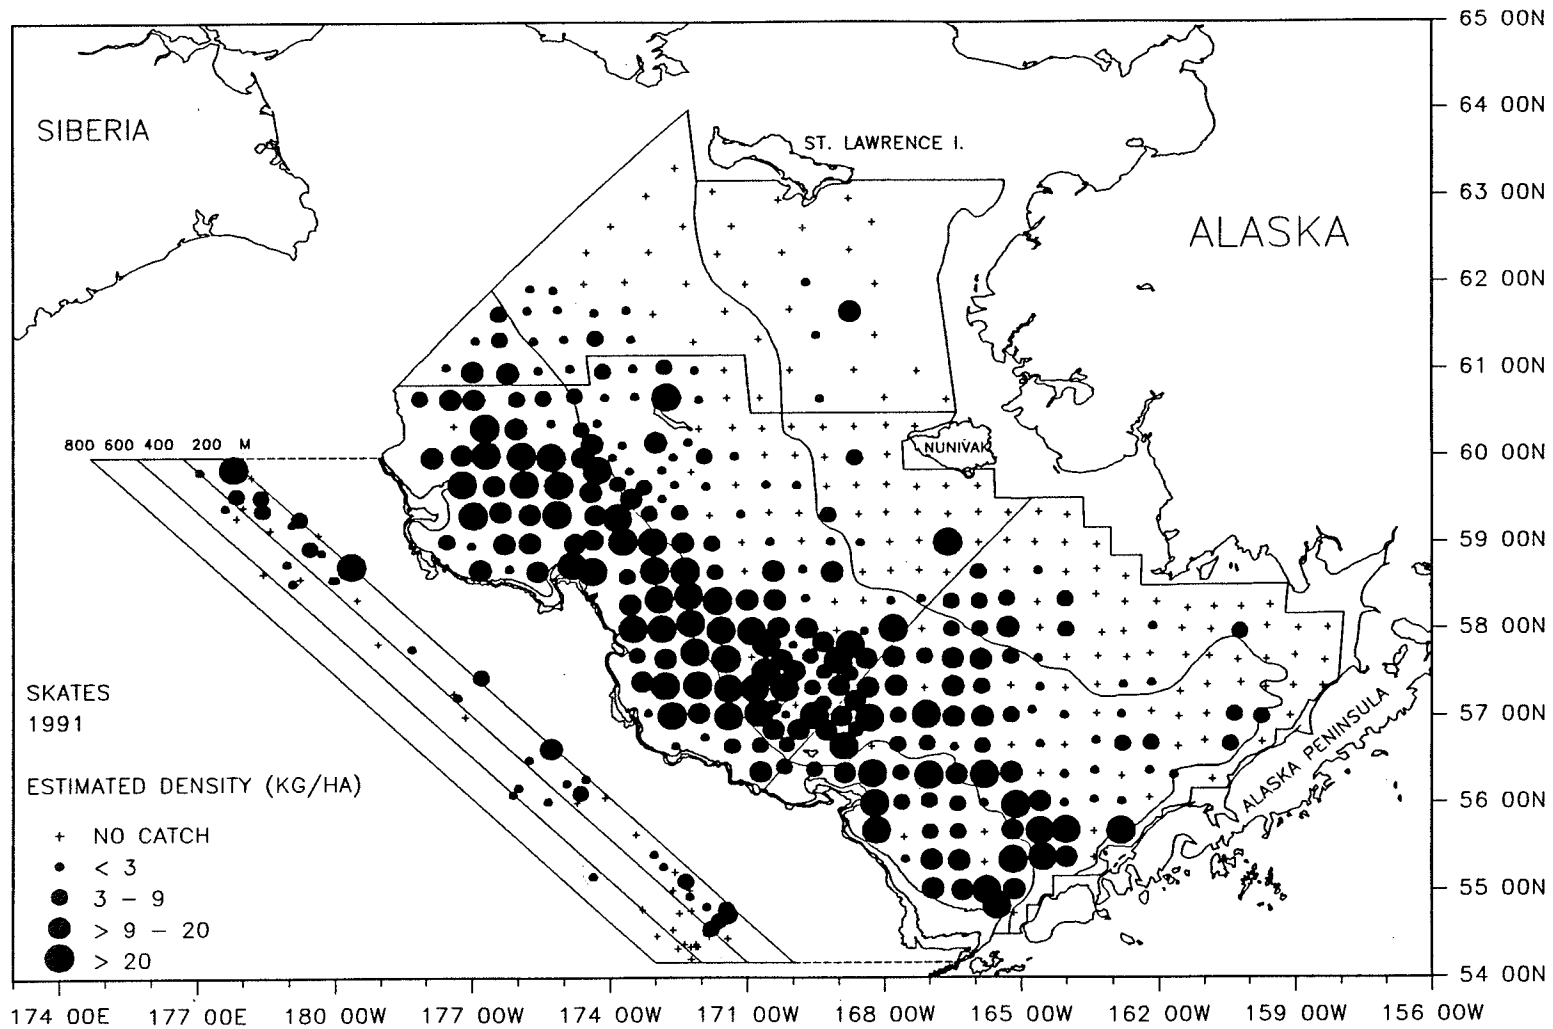 65 00N
64 00N
63 00N
62 00N
61 00N
60 00N
59 00N
58 00N
57 00N
56 00N
55 00N
54 00N
SIBERIA
ST. LAWRENCE I.
ALASKA
NUNIVAK
800 600 400 200 M
ALASKA PENINSULA
SKATES
1991
ESTIMATED DENSITY (KG/HA)
+ NO CATCH
< 3
3 – 9
> 9 – 20
> 20
174 00E 177 00E 180 00W 177 00W 174 00W 171 00W 168 00W 165 00W 162 00W 159 00W 156 00W